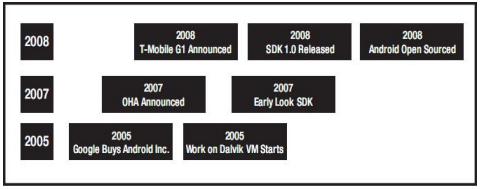 2008
2008
T-Mobile G1 Announced
2008
SDK 1.0 Released
2008
Android Open Sourced
2007
2007
OHA Announced
2007
Early Look SDK
2005
2005
Google Buys Android Inc.
2005
Work on Dalvik VM Starts